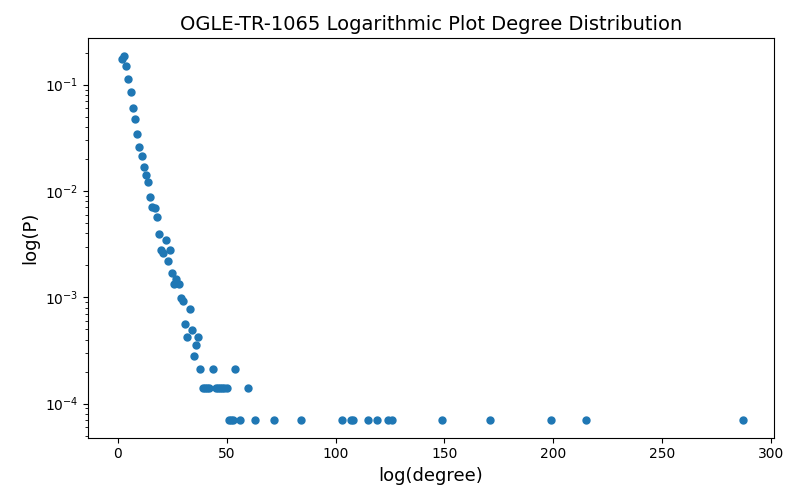 OGLE-TR-1065 Logarithmic Plot Degree Distribution
log(P)
10⁻¹
10⁻²
10⁻³
10⁻⁴
0 50 100 150 200 250 300
log(degree)